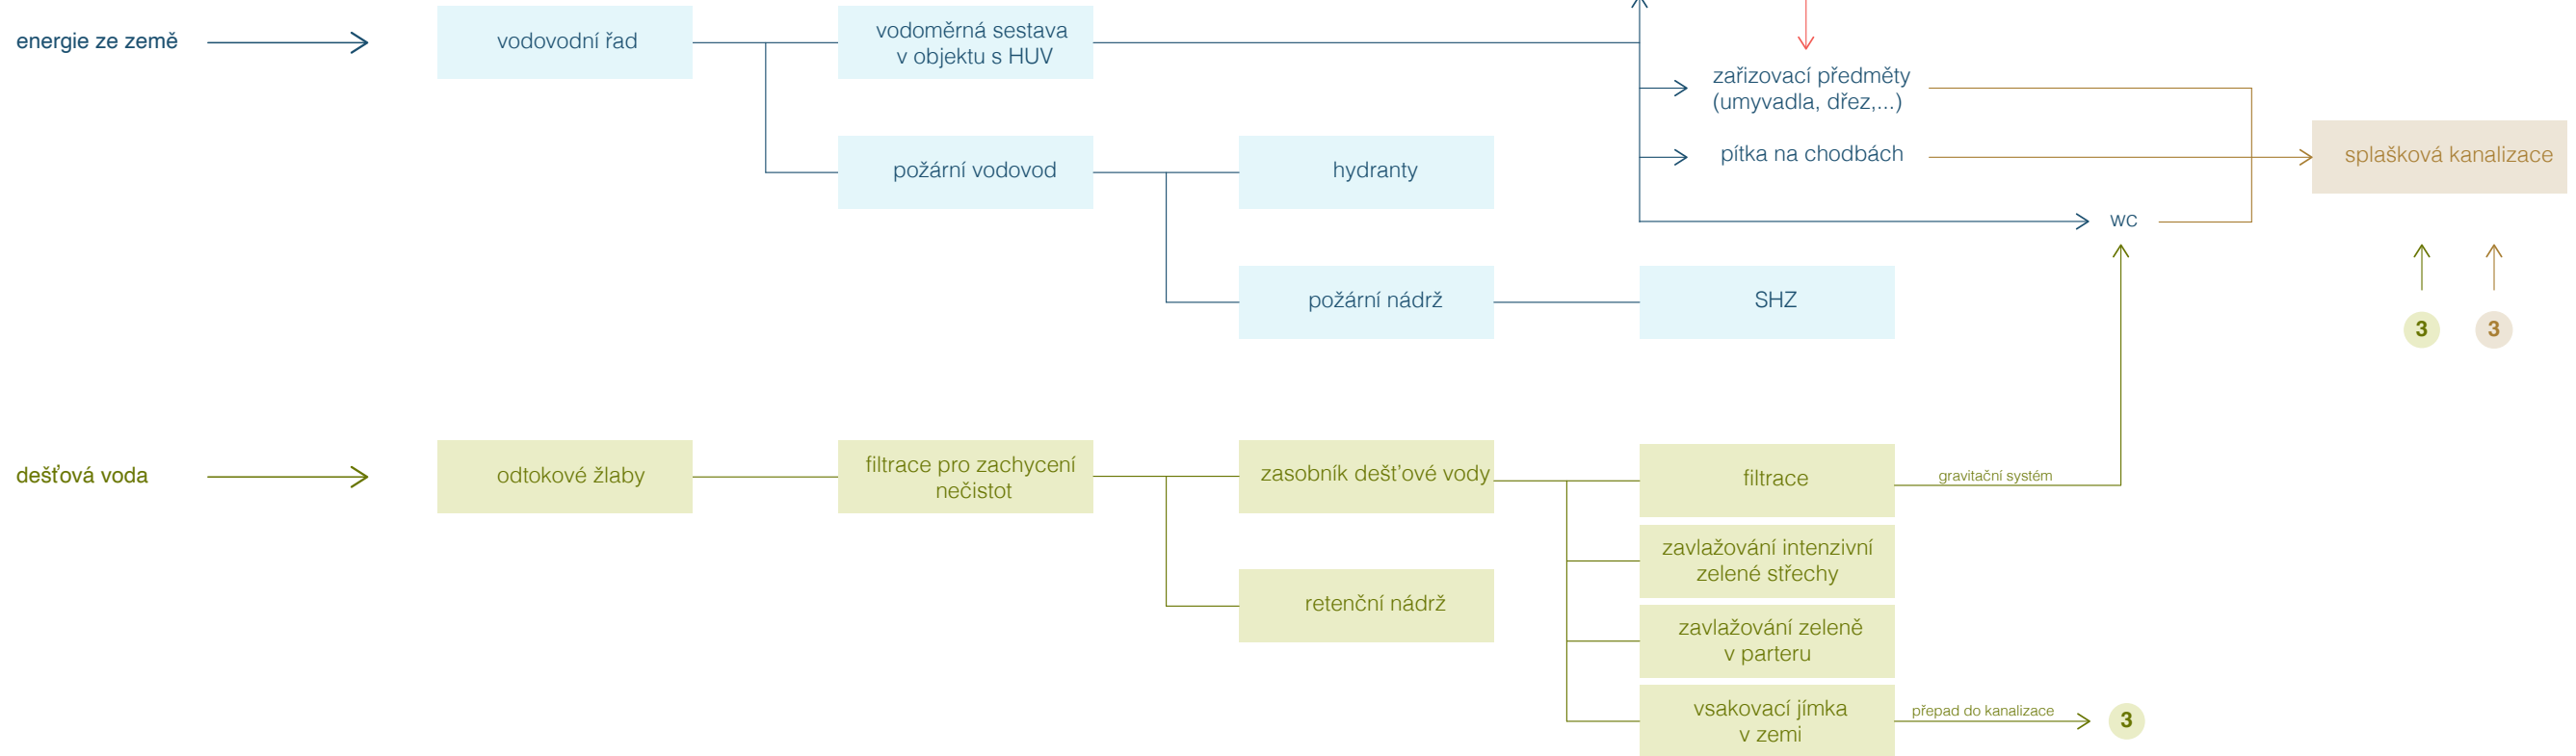 energie ze země
vodovodní řad
vodoměrná sestava
v objektu s HUV
zařizovací předměty
(umyvadla, dřez,...)
pítka na chodbách
splašková kanalizace
požární vodovod
hydranty
WC
požární nádrž
SHZ
3
3
dešťová voda
odtokové žlaby
filtrace pro zachycení
nečistot
zasobník dešťové vody
filtrace
gravitační systém
zavlažování intenzivní
zelené střechy
retenční nádrž
zavlažování zeleně
v parteru
vsakovací jímka
v zemi
přepad do kanalizace
3